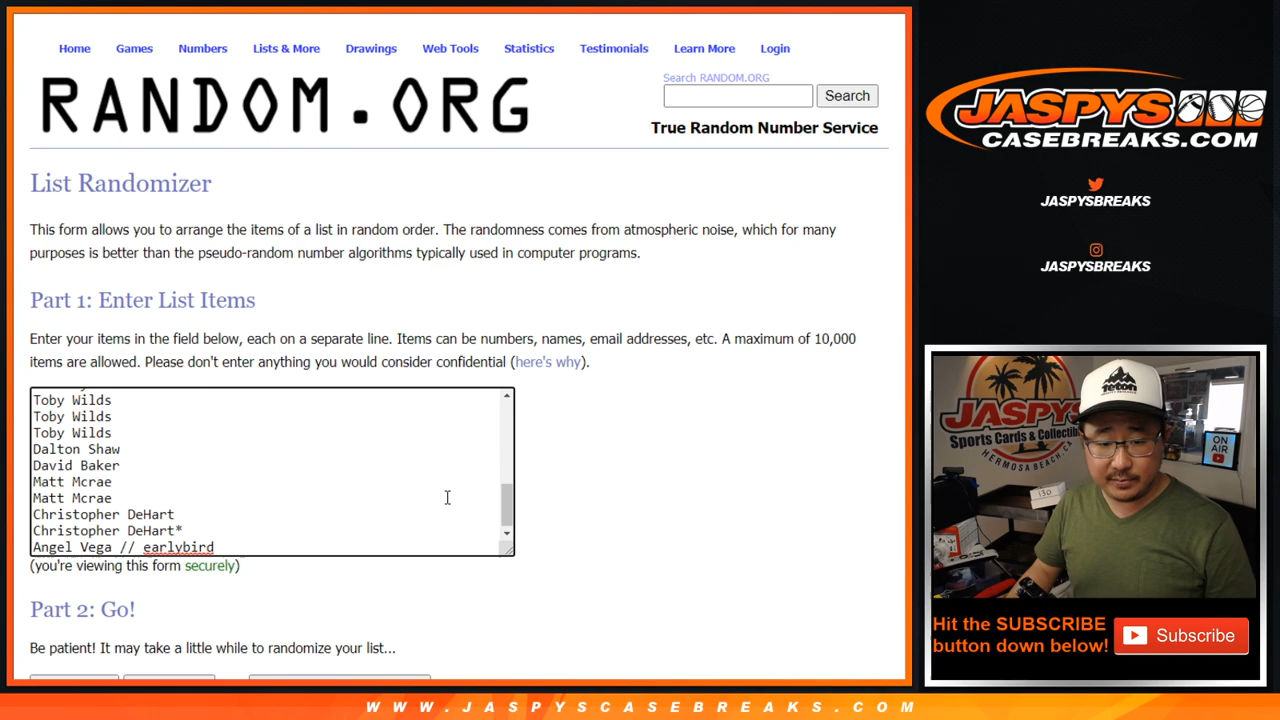 Home Games Numbers Lists & More Drawings Web Tools Statistics Testimonials Learn More Login
RANDOM.ORG
Search RANDOM.ORG
Search
True Random Number Service
List Randomizer
This form allows you to arrange the items of a list in random order. The randomness comes from atmospheric noise, which for many
purposes is better than the pseudo-random number algorithms typically used in computer programs.
Part 1: Enter List Items
Enter your items in the field below, each on a separate line. Items can be numbers, names, email addresses, etc. A maximum of 10,000
items are allowed. Please don't enter anything you would consider confidential (here's why).
Toby Wilds
Toby Wilds
Toby Wilds
Dalton Shaw
David Baker
Matt Mcrae
Matt Mcrae
Christopher DeHart
Christopher DeHart*
Angel Vega // earlybird
(you're viewing this form securely)
Part 2: Go!
Be patient! It may take a little while to randomize your list...
JASPYS
CASEBREAKS.COM
JASPYSBREAKS
JASPYSBREAKS
JASPYS
Sports Cards & Collectib
HERMOSA BEACH, CA
TETON
130
ON
AIR
Hit the SUBSCRIBE
button down below!
Subscribe
WWW.JASPYSCASEBREAKS.COM